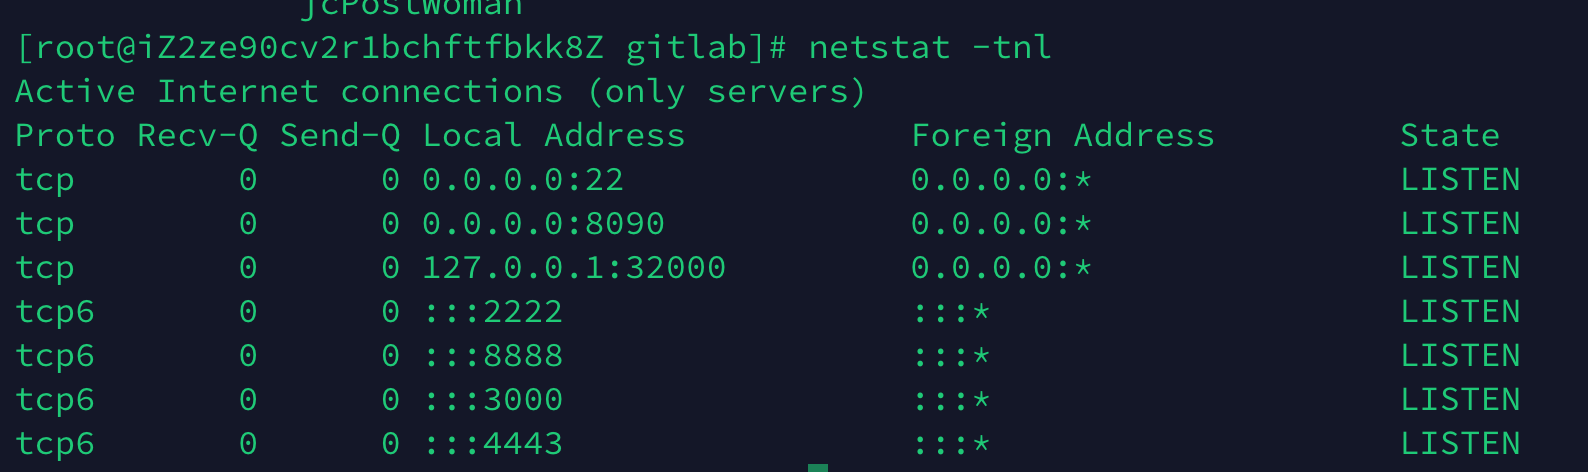 jcPostWoman
[root@iZ2ze90cv2r1bchftfbkk8Z gitlab]# netstat -tnl
Active Internet connections (only servers)
Proto Recv-Q Send-Q Local Address           Foreign Address         State
tcp        0      0 0.0.0.0:22              0.0.0.0:*               LISTEN
tcp        0      0 0.0.0.0:8090            0.0.0.0:*               LISTEN
tcp        0      0 127.0.0.1:32000         0.0.0.0:*               LISTEN
tcp6       0      0 :::2222                 :::*                    LISTEN
tcp6       0      0 :::8888                 :::*                    LISTEN
tcp6       0      0 :::3000                 :::*                    LISTEN
tcp6       0      0 :::4443                 :::*                    LISTEN